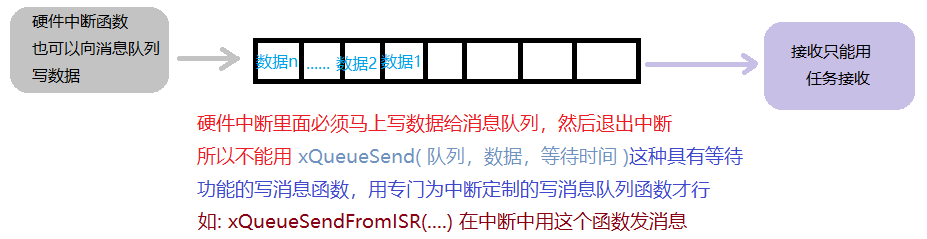 硬件中断函数
也可以向消息队列
写数据
数据n
......
数据2
数据1
接收只能用
任务接收
硬件中断里面必须马上写数据给消息队列，然后退出中断
所以不能用 xQueueSend( 队列，数据，等待时间 )这种具有等待
功能的写消息函数，用专门为中断定制的写消息队列函数才行
如: xQueueSendFromISR(....) 在中断中用这个函数发消息